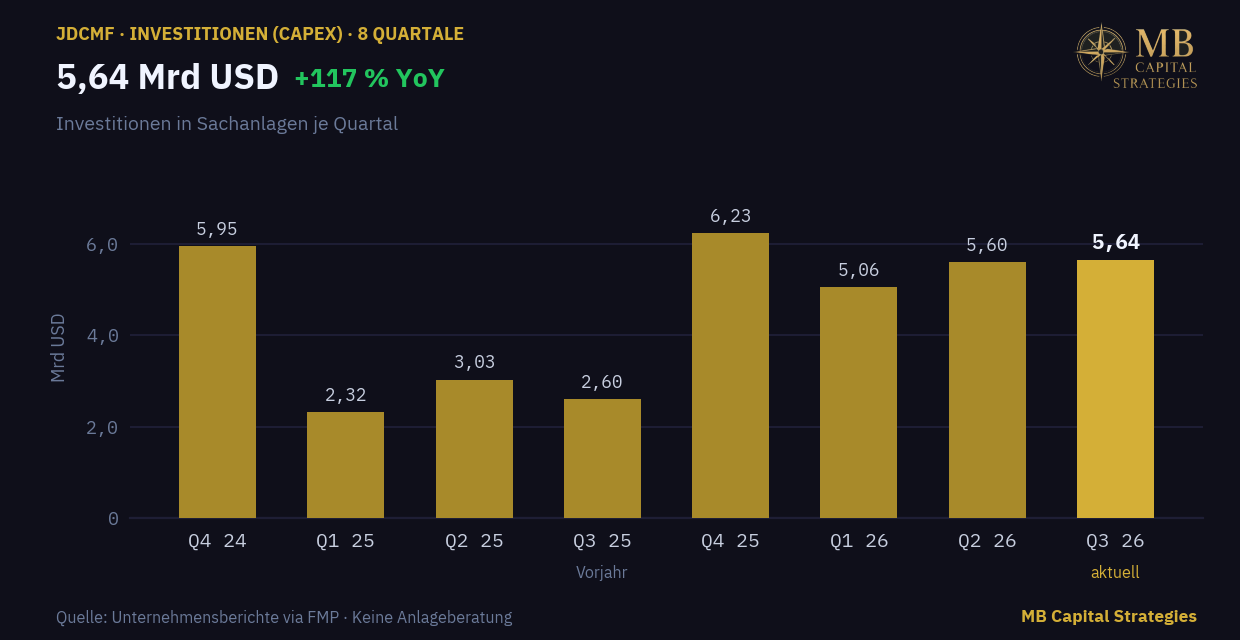 JDCMF · INVESTITIONEN (CAPEX) · 8 QUARTALE
5,64 Mrd USD +117 % YoY
Investitionen in Sachanlagen je Quartal
MB
CAPITAL
STRATEGIES
Mrd USD
6,0
4,0
2,0
0
5,95
2,32
3,03
2,60
6,23
5,06
5,60
5,64
Q4 24 Q1 25 Q2 25 Q3 25 Q4 25 Q1 26 Q2 26 Q3 26
Vorjahr aktuell
Quelle: Unternehmensberichte via FMP · Keine Anlageberatung
MB Capital Strategies